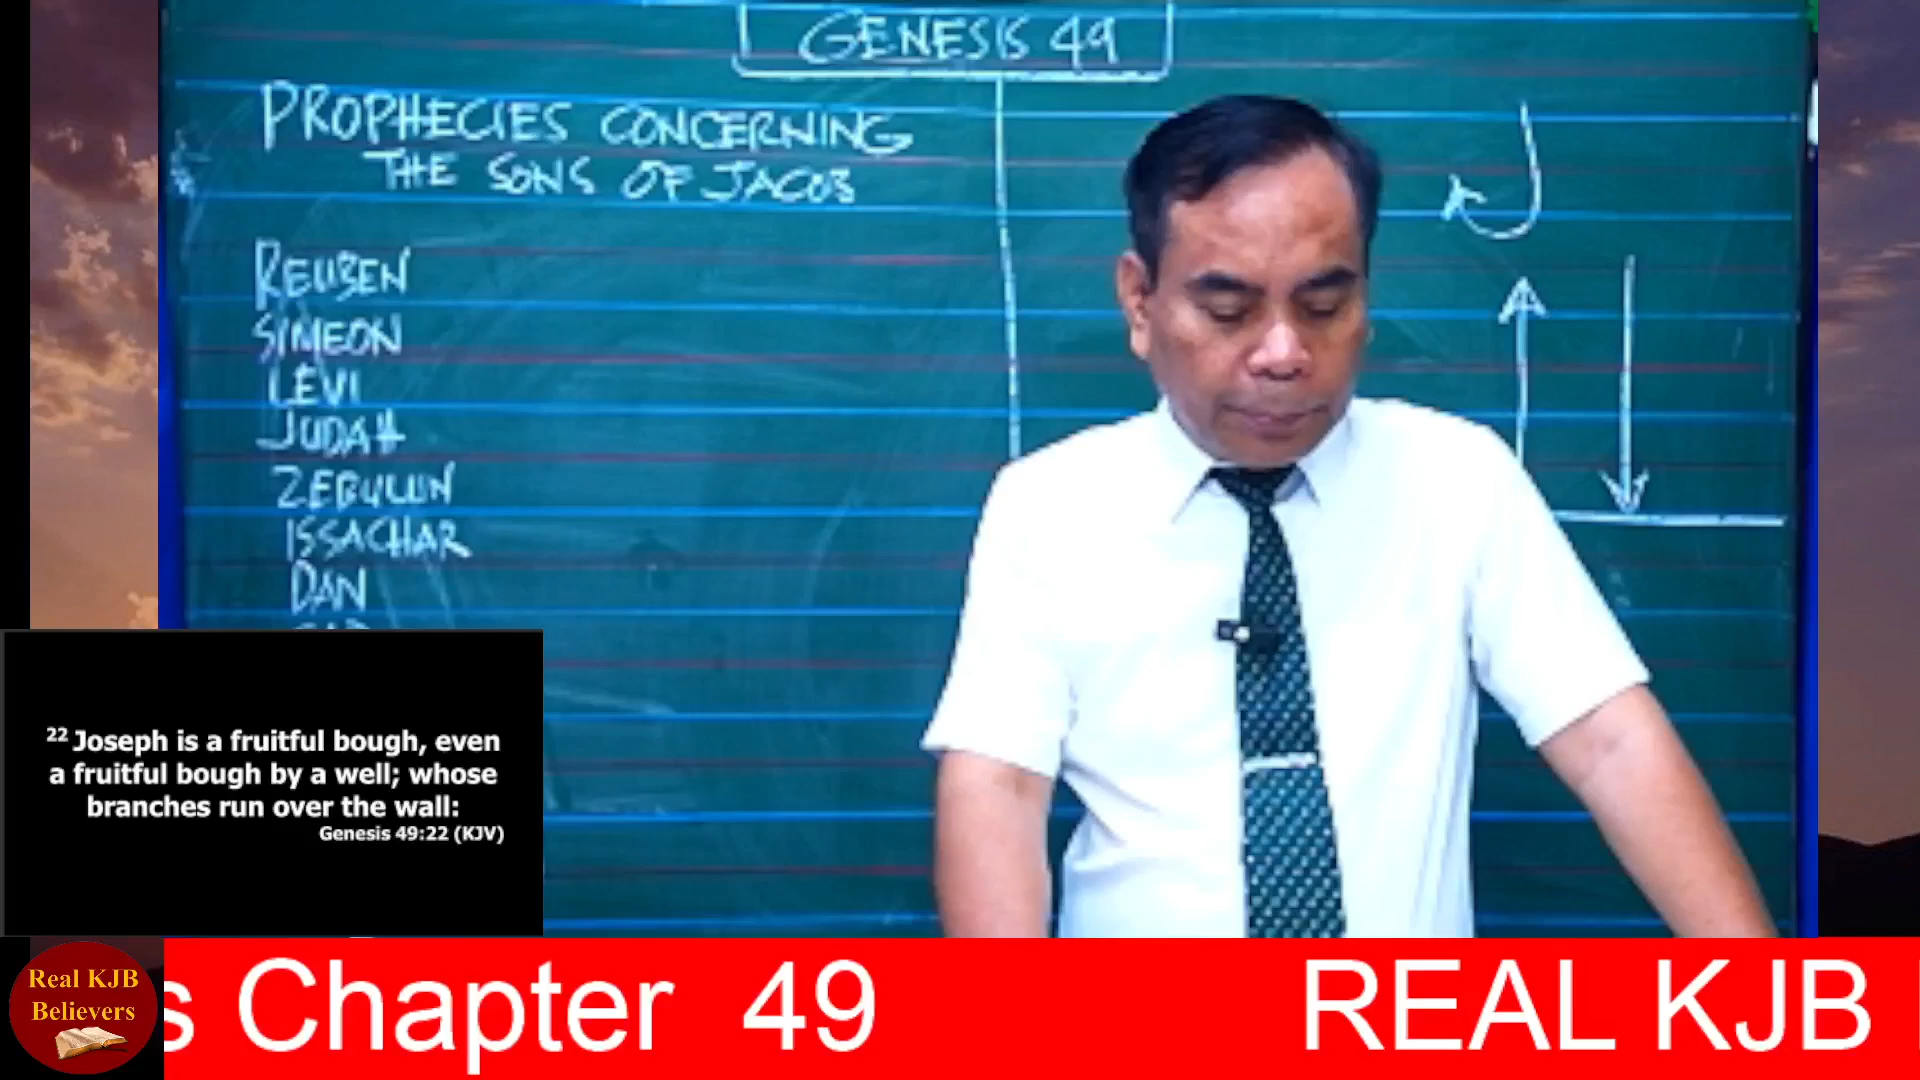 GENESIS 49
PROPHECIES CONCERNING
THE SONS OF JACOB
REUBEN
SIMEON
LEVI
JUDAH
ZEBULUN
ISSACHAR
DAN
22 Joseph is a fruitful bough, even
a fruitful bough by a well; whose
branches run over the wall:
Genesis 49:22 (KJV)
Real KJB
Believers
s Chapter 49 REAL KJB